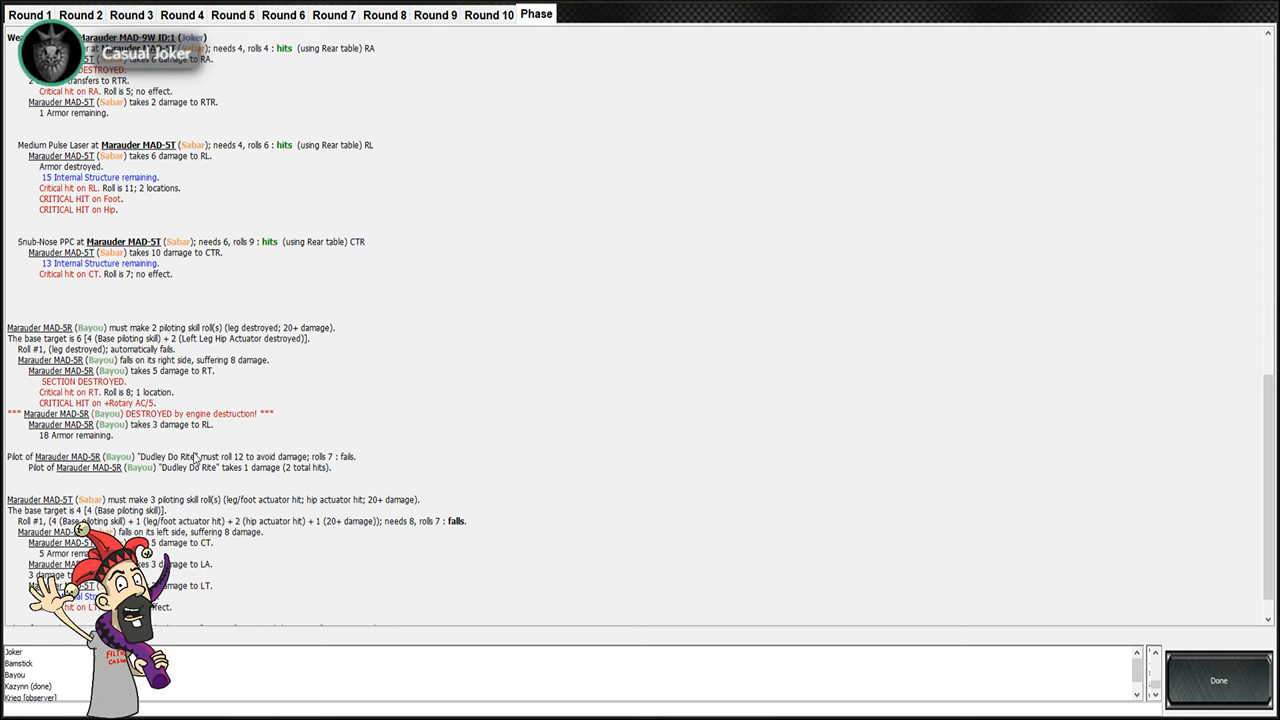 Round 1 Round 2 Round 3 Round 4 Round 5 Round 6 Round 7 Round 8 Round 9 Round 10 Phase
Marauder MAD-9W ID:1 (Joker)
Casual Joker
at Marauder MAD-5T (Sabar); needs 4, rolls 4 : hits (using Rear table) RA
damage to RA.
DESTROYED.
transfers to RTR.
Critical hit on RA. Roll is 5; no effect.
Marauder MAD-5T (Sabar) takes 2 damage to RTR.
1 Armor remaining.
Medium Pulse Laser at Marauder MAD-5T (Sabar); needs 4, rolls 6 : hits (using Rear table) RL
Marauder MAD-5T (Sabar) takes 6 damage to RL.
Armor destroyed.
15 Internal Structure remaining.
Critical hit on RL. Roll is 11; 2 locations.
CRITICAL HIT on Foot.
CRITICAL HIT on Hip.
Snub-Nose PPC at Marauder MAD-5T (Sabar); needs 6, rolls 9 : hits (using Rear table) CTR
Marauder MAD-5T (Sabar) takes 10 damage to CTR.
13 Internal Structure remaining.
Critical hit on CT. Roll is 7; no effect.
Marauder MAD-5R (Bayou) must make 2 piloting skill roll(s) (leg destroyed; 20+ damage).
The base target is 6 [4 (Base piloting skill) + 2 (Left Leg Hip Actuator destroyed)].
Roll #1, (leg destroyed); automatically fails.
Marauder MAD-5R (Bayou) falls on its right side, suffering 8 damage.
Marauder MAD-5R (Bayou) takes 5 damage to RT.
SECTION DESTROYED.
Critical hit on RT. Roll is 8; 1 location.
CRITICAL HIT on +Rotary AC/5.
*** Marauder MAD-5R (Bayou) DESTROYED by engine destruction! ***
Marauder MAD-5R (Bayou) takes 3 damage to RL.
18 Armor remaining.
Pilot of Marauder MAD-5R (Bayou) "Dudley Do Rite" must roll 12 to avoid damage; rolls 7 : fails.
Pilot of Marauder MAD-5R (Bayou) "Dudley Do Rite" takes 1 damage (2 total hits).
Marauder MAD-5T (Sabar) must make 3 piloting skill roll(s) (leg/foot actuator hit; hip actuator hit; 20+ damage).
The base target is 4 [4 (Base piloting skill)].
Roll #1, (4 (Base piloting skill) + 1 (leg/foot actuator hit) + 2 (hip actuator hit) + 1 (20+ damage)); needs 8, rolls 7 : falls.
Marauder MAD- falls on its left side, suffering 8 damage.
Marauder MAD-5 5 damage to CT.
5 Armor
3 damage to LA.
3 damage
damage to LT.
hit on LT
Joker
Bamstick
Bayou
Kazynn (done)
Krieg [observer]
Done